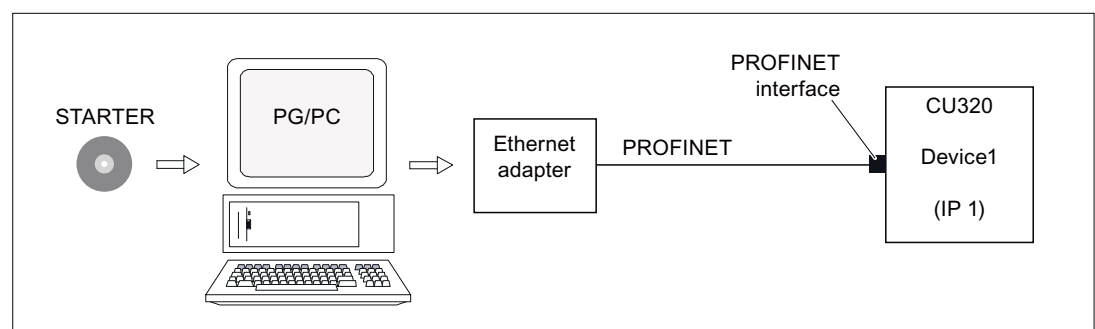 STARTER
PG/PC
Ethernet
adapter
PROFINET
PROFINET
interface
CU320
Device1
(IP 1)